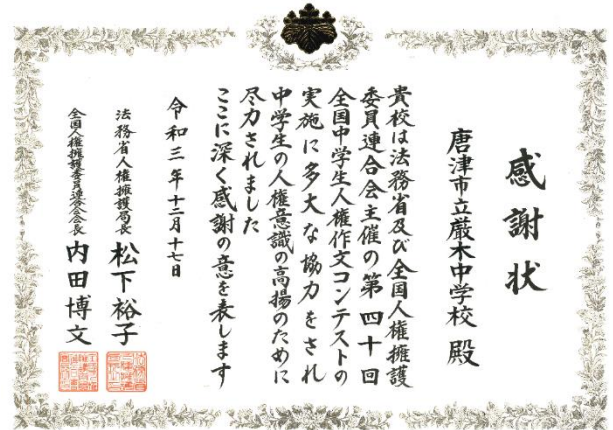 感謝状
唐津市立厳木中学校 殿
貴校は法務省及び全国人権擁護
委員連合会主催の第四十回
全国中学生人権作文コンテストの
実施に多大な協力をされ
中学生の人権意識の高揚のために
尽力されました
ここに深く感謝の意を表します
令和三年十二月十七日
法務省人権擁護局長 松下裕子
全国人権擁護委員連合会会長 内田博文